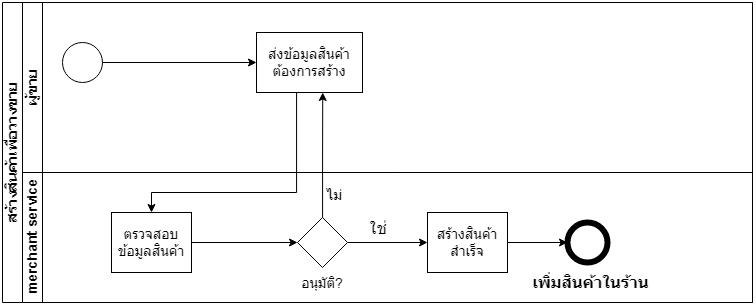 สร้างสินค้าเพื่อวางขาย
ผู้ขาย
ส่งข้อมูลสินค้า
ต้องการสร้าง
merchant service
ตรวจสอบ
ข้อมูลสินค้า
ไม่
อนุมัติ?
ใช่
สร้างสินค้า
สำเร็จ
เพิ่มสินค้าในร้าน